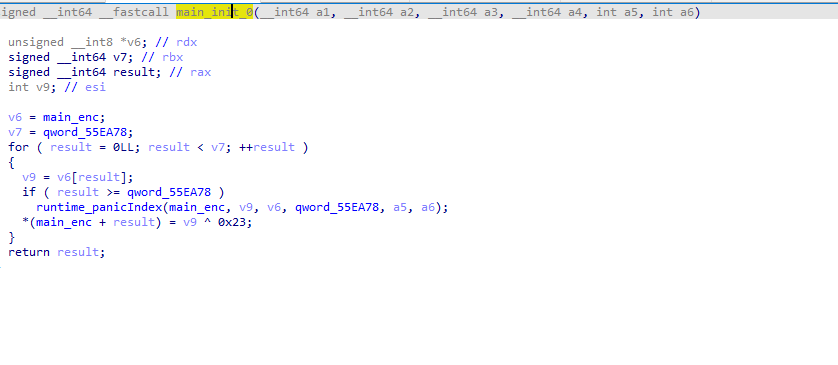 igned __int64 __fastcall main_init_0(__int64 a1, __int64 a2, __int64 a3, __int64 a4, int a5, int a6)
unsigned __int8 *v6; // rdx
signed __int64 v7; // rbx
signed __int64 result; // rax
int v9; // esi
v6 = main_enc;
v7 = qword_55EA78;
for ( result = 0LL; result < v7; ++result )
{
v9 = v6[result];
if ( result >= qword_55EA78 )
runtime_panicIndex(main_enc, v9, v6, qword_55EA78, a5, a6);
*(main_enc + result) = v9 ^ 0x23;
}
return result;